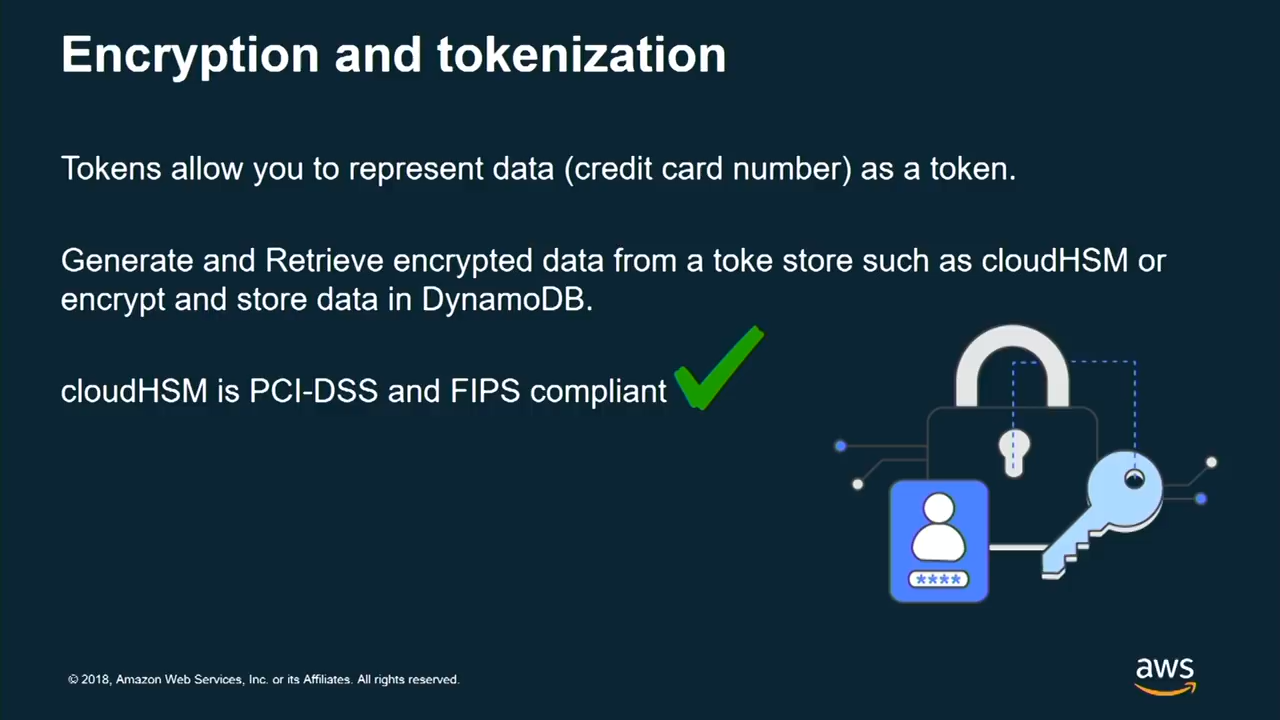 Encryption and tokenization
Tokens allow you to represent data (credit card number) as a token.
Generate and Retrieve encrypted data from a toke store such as cloudHSM or
encrypt and store data in DynamoDB.
cloudHSM is PCI-DSS and FIPS compliant
****
© 2018, Amazon Web Services, Inc. or its Affiliates. All rights reserved.
aws